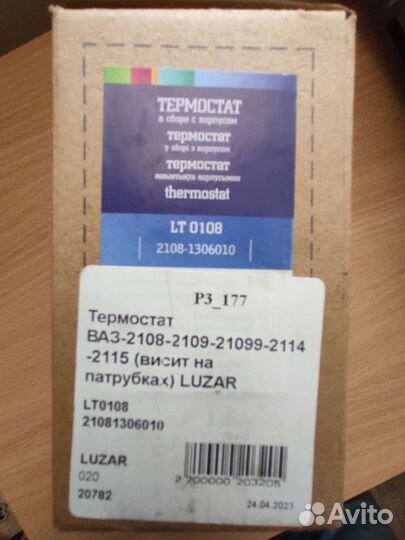 ТЕРМОСТАТ
в сборе с корпусом
термостат
у зборі з корпусом
термостат
жиынтықта корпусымен
thermostat
LT 0108
2108-1306010
P3_177
Термостат
ВАЗ-2108-2109-21099-2114
-2115 (висит на
патрубках) LUZAR
LT0108
21081306010
LUZAR
020
20782
2 200000 203205
24.04.2023
Avito